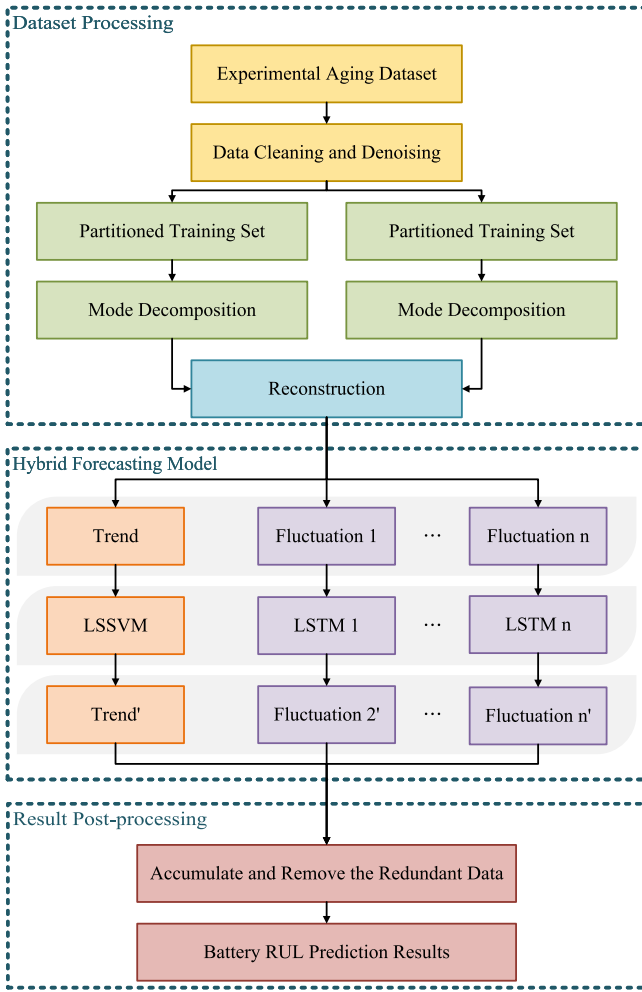 Dataset Processing
Experimental Aging Dataset
Data Cleaning and Denoising
Partitioned Training Set
Partitioned Training Set
Mode Decomposition
Mode Decomposition
Reconstruction
Hybrid Forecasting Model
Trend
Fluctuation 1
...
Fluctuation n
LSSVM
LSTM 1
...
LSTM n
Trend'
Fluctuation 2'
...
Fluctuation n'
Result Post-processing
Accumulate and Remove the Redundant Data
Battery RUL Prediction Results